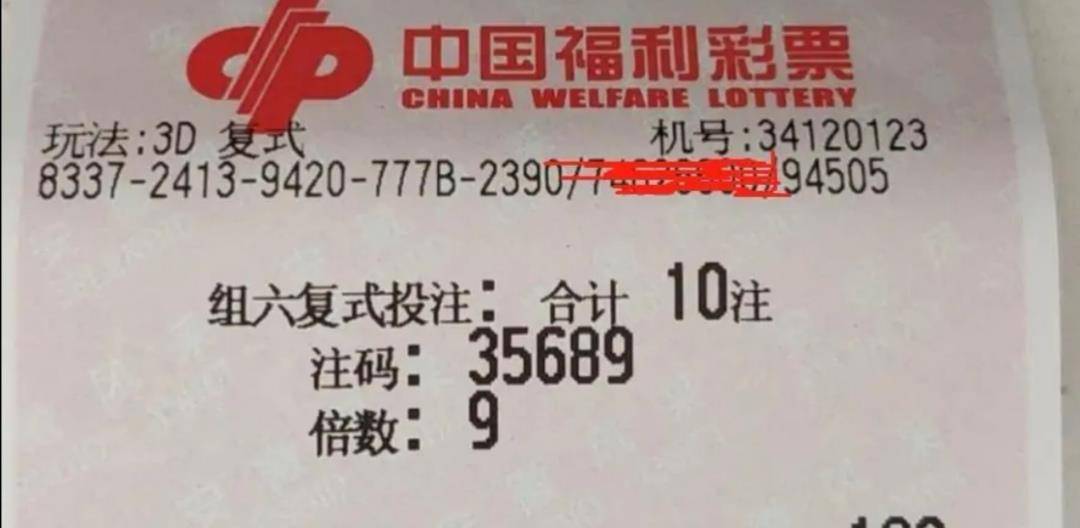 中国福利彩票
CHINA WELFARE LOTTERY
玩法:3D 复式 机号:34120123
8337-2413-9420-777B-2390/ 94505
组六复式投注: 合计 10注
注码: 35689
倍数: 9